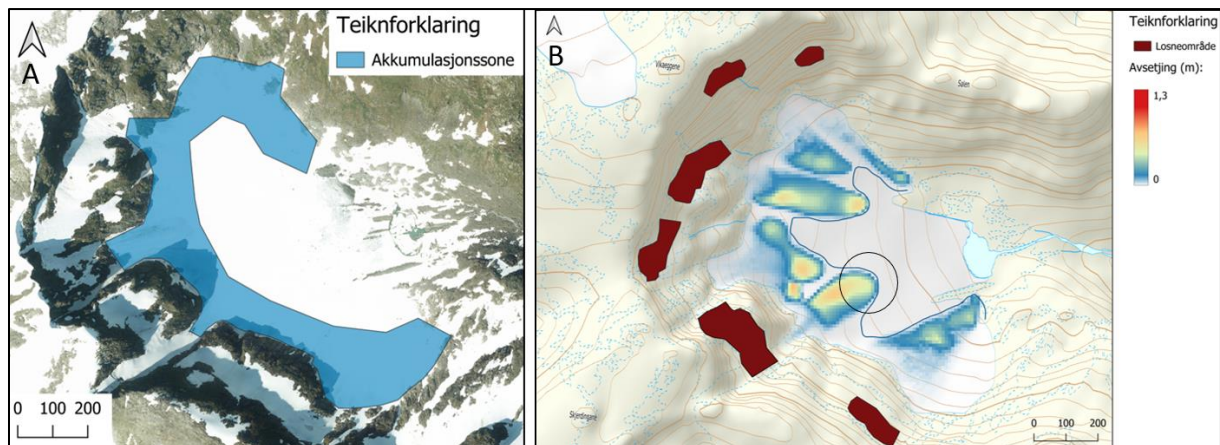 A
Teiknforklaring
Akkumulasjonssone
0 100 200
B
Vikaeggene
Sålen
Skjerdingane
0 100 200
Teiknforklaring
Losneområde
Avsetjing (m):
1,3
0